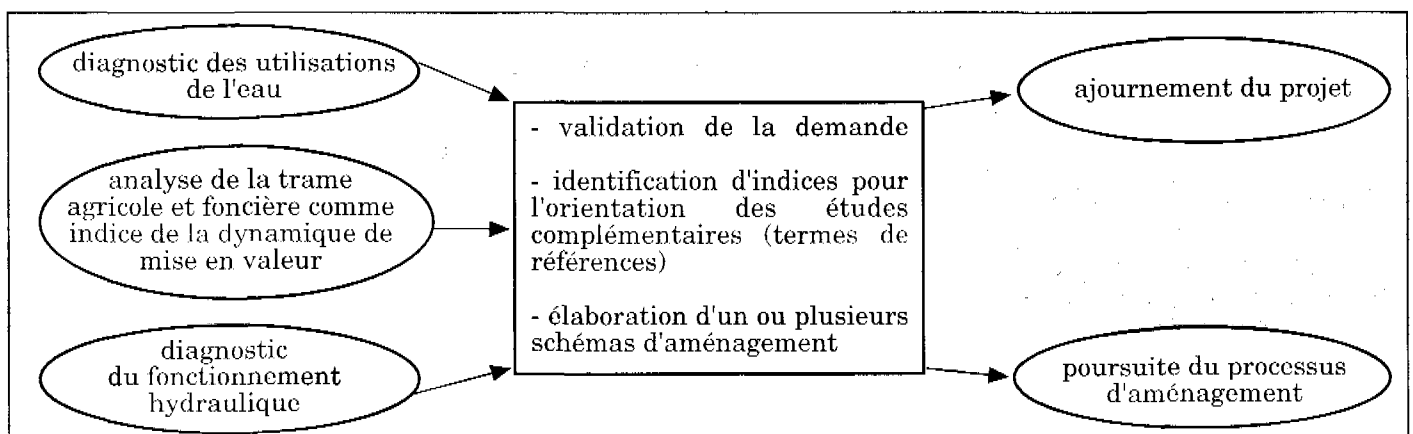 diagnostic des utilisations
de l'eau
analyse de la trame
agricole et foncière comme
indice de la dynamique de
mise en valeur
diagnostic
du fonctionnement
hydraulique
- validation de la demande
- identification d'indices pour
l'orientation des études
complémentaires (termes de
références)
- élaboration d'un ou plusieurs
schémas d'aménagement
ajournement du projet
poursuite du processus
d'aménagement